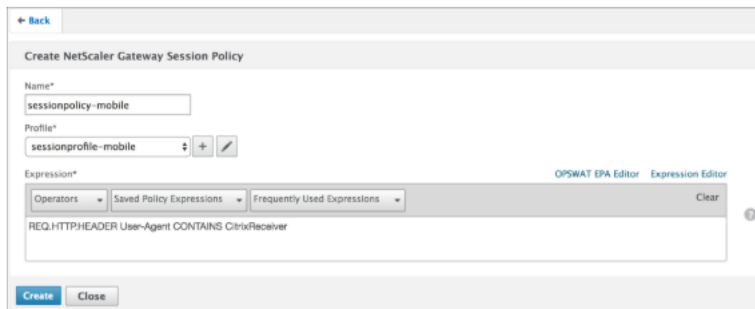 ← Back
Create NetScaler Gateway Session Policy
Name*
sessionpolicy-mobile
Profile*
sessionprofile-mobile
Expression* OPSWAT EPA Editor Expression Editor
Operators Saved Policy Expressions Frequently Used Expressions Clear
REQ.HTTP.HEADER User-Agent CONTAINS CitrixReceiver
?
Create Close